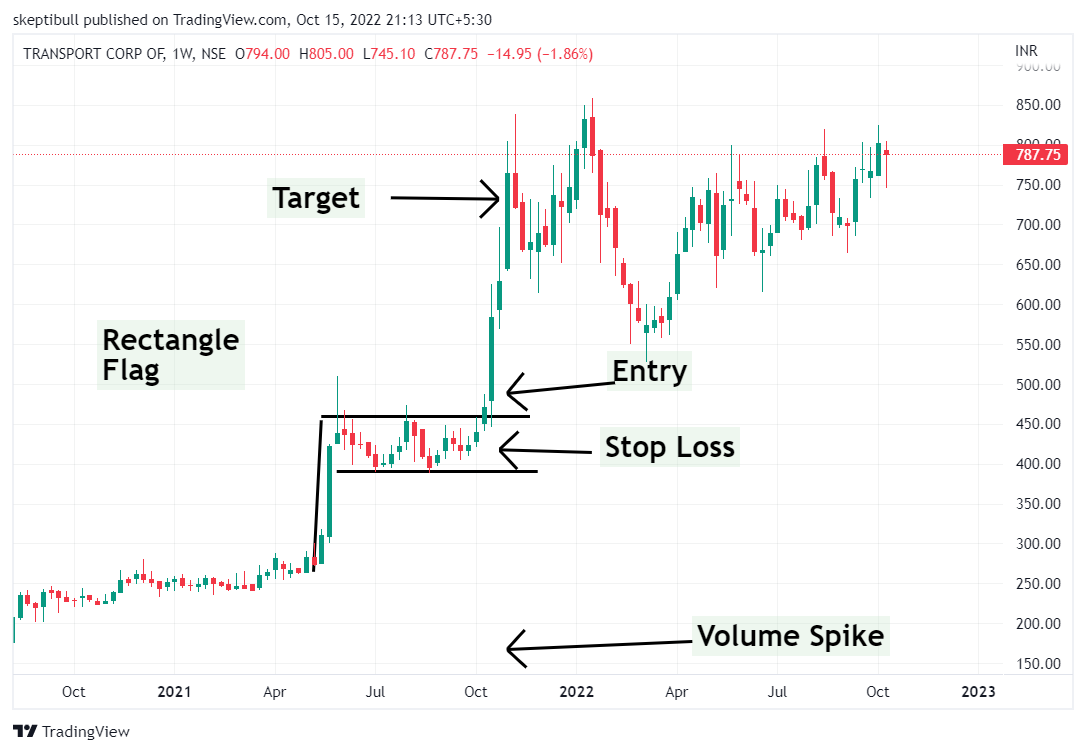 skeptibull published on TradingView.com, Oct 15, 2022 21:13 UTC+5:30
TRANSPORT CORP OF, 1W, NSE O794.00 H805.00 L745.10 C787.75 −14.95 (−1.86%)
INR
900.00
850.00
800.00
787.75
750.00
700.00
650.00
600.00
550.00
500.00
450.00
400.00
350.00
300.00
250.00
200.00
150.00
Target
Rectangle
Flag
Entry
Stop Loss
Volume Spike
Oct 2021 Apr Jul Oct 2022 Apr Jul Oct 2023
TradingView